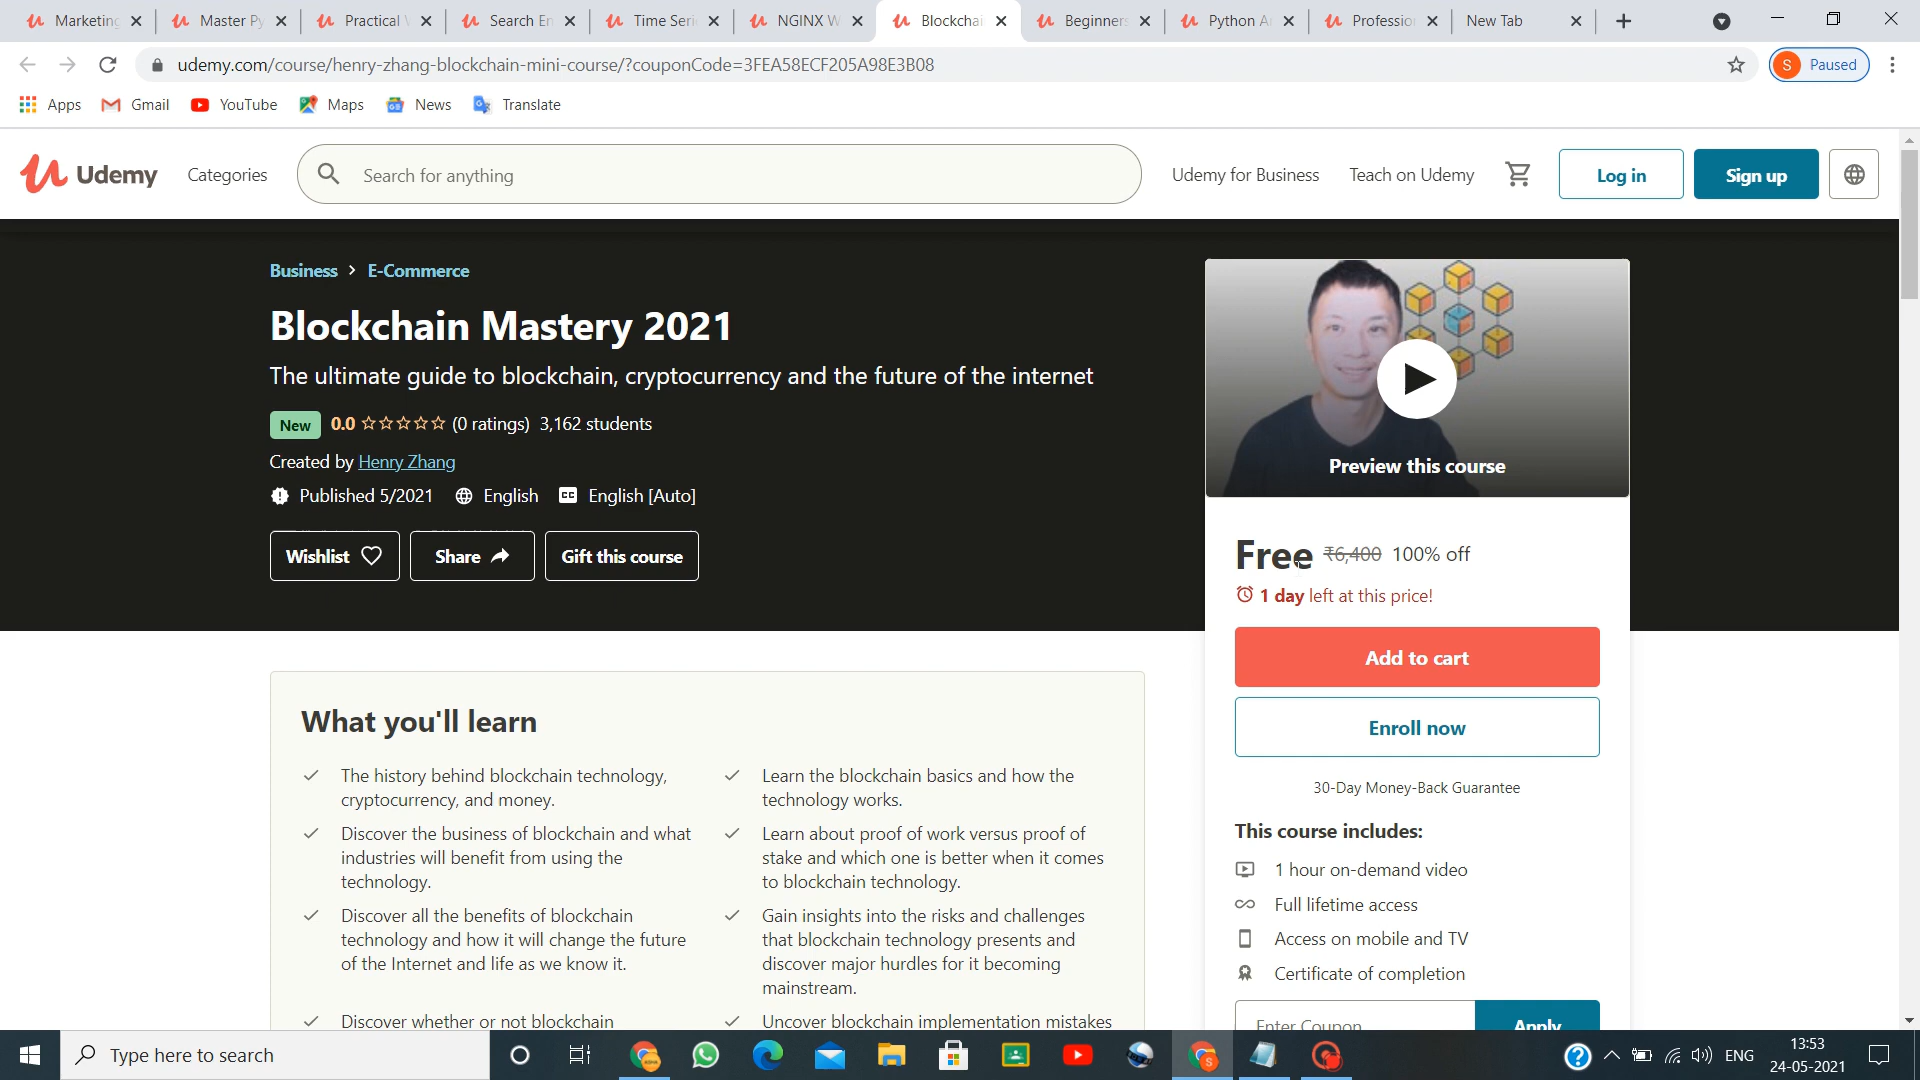 Marketing
Master Py
Practical
Search En
Time Seri
NGINX W
Blockchai
Beginners
Python A
Professio
New Tab
udemy.com/course/henry-zhang-blockchain-mini-course/?couponCode=3FEA58ECF205A98E3B08
S Paused
Apps Gmail YouTube Maps News Translate
Udemy Categories Search for anything Udemy for Business Teach on Udemy Log in Sign up
Business > E-Commerce
Blockchain Mastery 2021
The ultimate guide to blockchain, cryptocurrency and the future of the internet
New 0.0 (0 ratings) 3,162 students
Created by Henry Zhang
Published 5/2021 English CC English [Auto]
Wishlist Share Gift this course
Preview this course
Free ₹6,400 100% off
1 day left at this price!
Add to cart
Enroll now
30-Day Money-Back Guarantee
This course includes:
1 hour on-demand video
Full lifetime access
Access on mobile and TV
Certificate of completion
Enter Coupon Apply
What you'll learn
The history behind blockchain technology,
cryptocurrency, and money.
Discover the business of blockchain and what
industries will benefit from using the
technology.
Discover all the benefits of blockchain
technology and how it will change the future
of the Internet and life as we know it.
Discover whether or not blockchain
Learn the blockchain basics and how the
technology works.
Learn about proof of work versus proof of
stake and which one is better when it comes
to blockchain technology.
Gain insights into the risks and challenges
that blockchain technology presents and
discover major hurdles for it becoming
mainstream.
Uncover blockchain implementation mistakes
Type here to search
ENG
13:53
24-05-2021